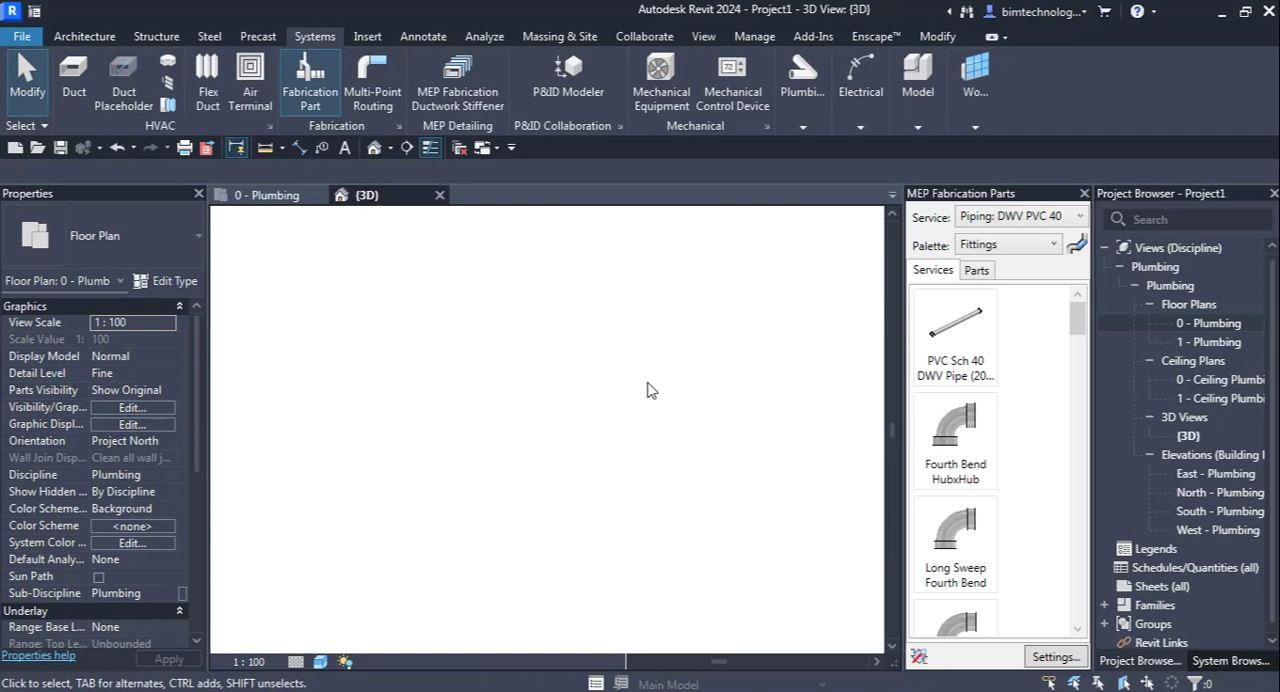 R
Autodesk Revit 2024 - Project1 - 3D View: {3D}
bimtechnolog...
File Architecture Structure Steel Precast Systems Insert Annotate Analyze Massing & Site Collaborate View Manage Add-Ins Enscape™ Modify
Modify
Duct
Duct
Placeholder
Flex
Duct
Air
Terminal
Fabrication
Part
Multi-Point
Routing
MEP Fabrication
Ductwork Stiffener
P&ID Modeler
Mechanical
Equipment
Mechanical
Control Device
Plumbi...
Electrical
Model
Wo...
Select
HVAC
Fabrication
MEP Detailing
P&ID Collaboration
Mechanical
Properties
Floor Plan
Floor Plan: 0 - Plumb
Edit Type
Graphics
View Scale 1 : 100
Scale Value 1: 100
Display Model Normal
Detail Level Fine
Parts Visibility Show Original
Visibility/Grap... Edit...
Graphic Displ... Edit...
Orientation Project North
Wall Join Disp... Clean all wall j...
Discipline Plumbing
Show Hidden ... By Discipline
Color Scheme... Background
Color Scheme <none>
System Color ... Edit...
Default Analy... None
Sun Path
Sub-Discipline Plumbing
Underlay
Range: Base L... None
Range: Top Le... Unbounded
Properties help
Apply
0 - Plumbing
{3D}
1 : 100
MEP Fabrication Parts
Service: Piping: DWV PVC 40
Palette: Fittings
Services Parts
PVC Sch 40
DWV Pipe (20...
Fourth Bend
HubxHub
Long Sweep
Fourth Bend
Settings...
Project Browser - Project1
Search
Views (Discipline)
Plumbing
Plumbing
Floor Plans
0 - Plumbing
1 - Plumbing
Ceiling Plans
0 - Ceiling Plumbi
1 - Ceiling Plumbi
3D Views
{3D}
Elevations (Building
East - Plumbing
North - Plumbing
South - Plumbing
West - Plumbing
Legends
Schedules/Quantities (all)
Sheets (all)
Families
Groups
Revit Links
Project Browse... System Brows...
Click to select, TAB for alternates, CTRL adds, SHIFT unselects.
Main Model
:0